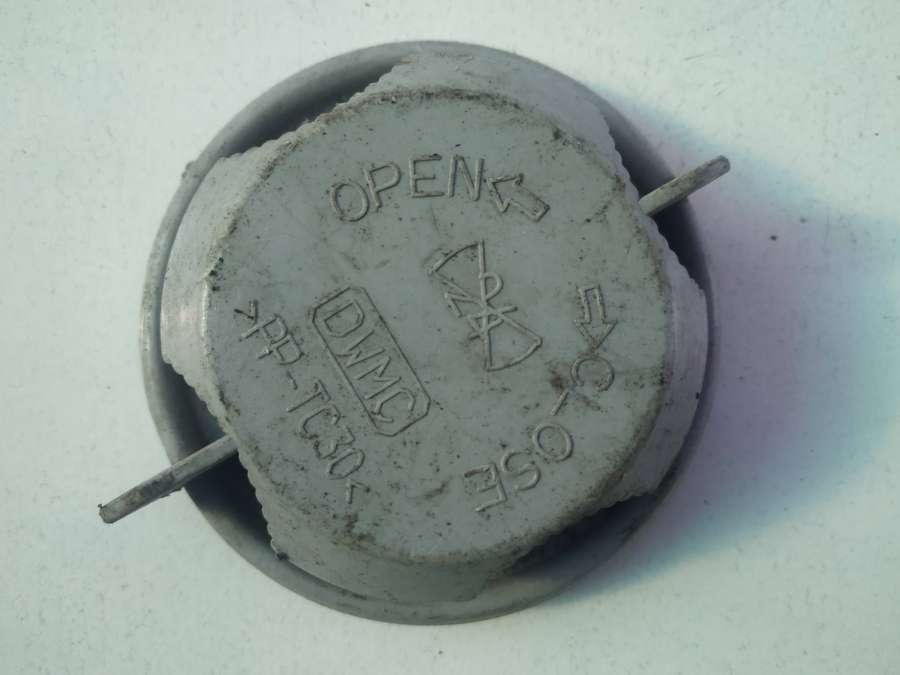 OPEN
CLOSE
DWMC
>PP-TC30<